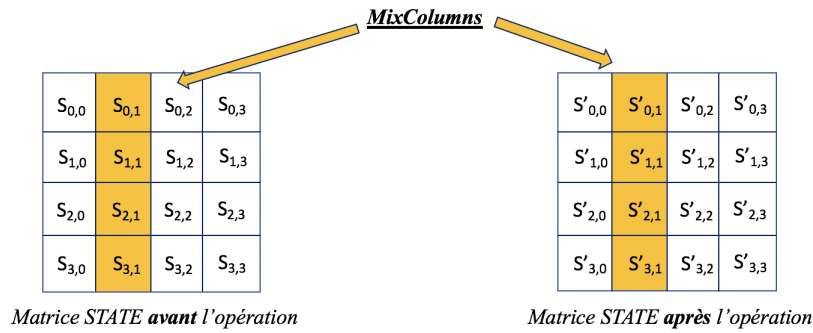 MixColumns
S0,0 S0,1 S0,2 S0,3 S'0,0 S'0,1 S'0,2 S'0,3
S1,0 S1,1 S1,2 S1,3 S'1,0 S'1,1 S'1,2 S'1,3
S2,0 S2,1 S2,2 S2,3 S'2,0 S'2,1 S'2,2 S'2,3
S3,0 S3,1 S3,2 S3,3 S'3,0 S'3,1 S'3,2 S'3,3
Matrice STATE avant l'opération Matrice STATE après l'opération